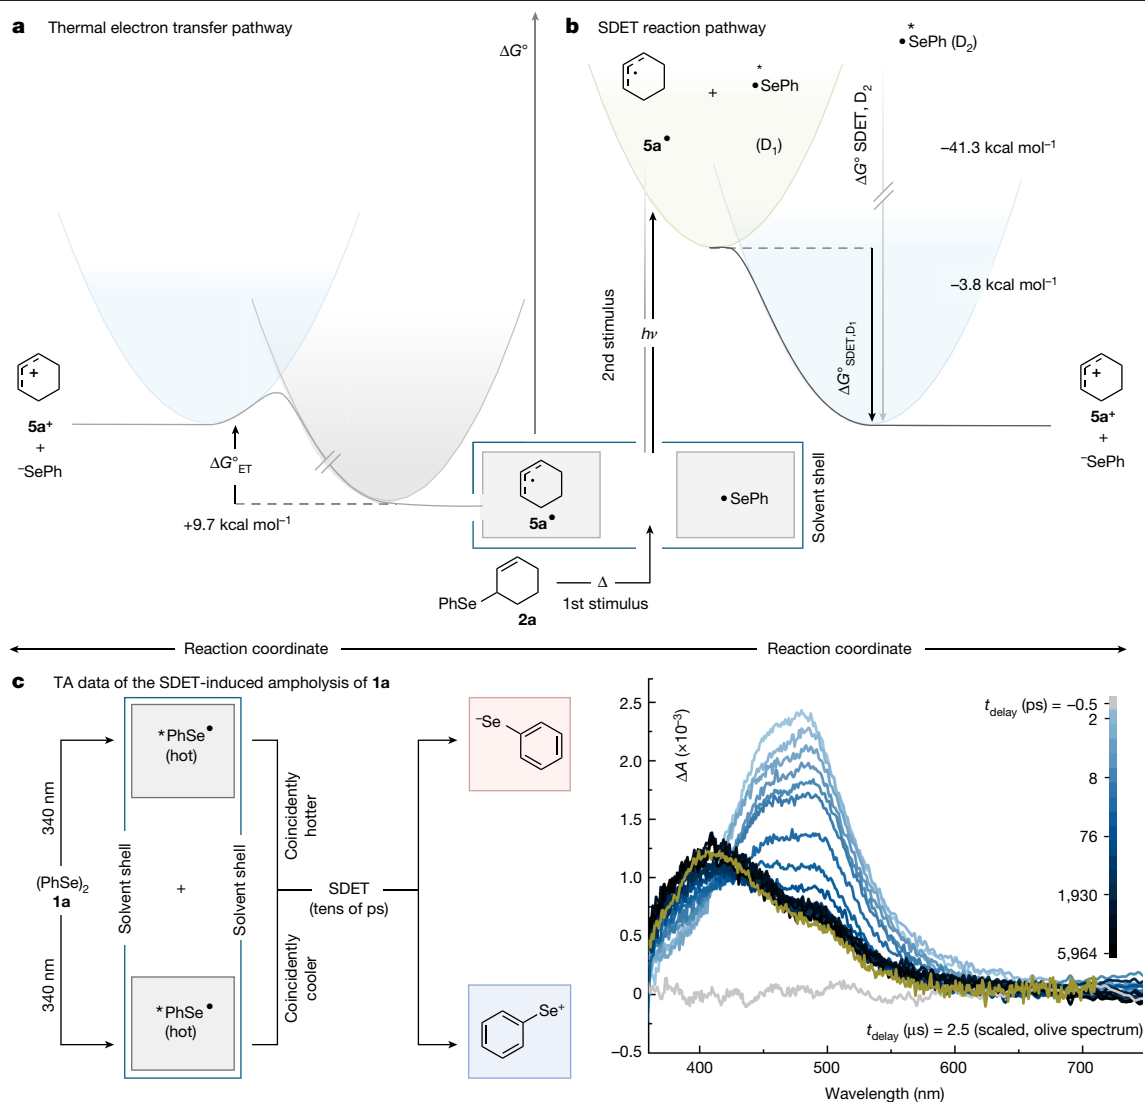 a Thermal electron transfer pathway
ΔG°
b SDET reaction pathway
*
•SePh (D2)
*
+ •SePh
5a•
(D1)
ΔG° SDET, D2
–41.3 kcal mol–1
–3.8 kcal mol–1
2nd stimulus
hν
ΔG°SDET,D1
+
5a+
+
–SePh
ΔG°ET
+9.7 kcal mol–1
5a•
•SePh
Solvent shell
+
5a+
+
–SePh
PhSe
2a
Δ
1st stimulus
Reaction coordinate
Reaction coordinate
c TA data of the SDET-induced ampholysis of 1a
340 nm
(PhSe)2
1a
340 nm
*PhSe•
(hot)
Solvent shell
+
Solvent shell
*PhSe•
(hot)
Coincidently
hotter
Coincidently
cooler
SDET
(tens of ps)
–Se
Se+
ΔA (×10–3)
2.5
2.0
1.5
1.0
0.5
0
–0.5
400
500
600
700
Wavelength (nm)
tdelay (ps) = –0.5
2
8
76
1,930
5,964
tdelay (μs) = 2.5 (scaled, olive spectrum)